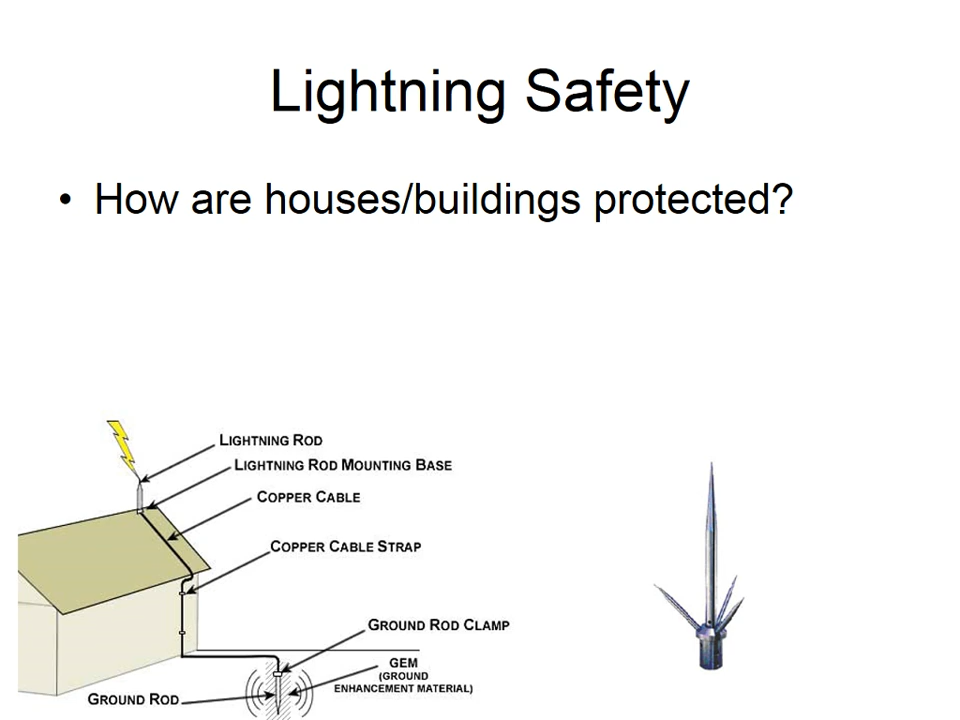 Lightning Safety
• How are houses/buildings protected?
LIGHTNING ROD
LIGHTNING ROD MOUNTING BASE
COPPER CABLE
COPPER CABLE STRAP
GROUND ROD CLAMP
GEM
(GROUND
ENHANCEMENT MATERIAL)
GROUND ROD